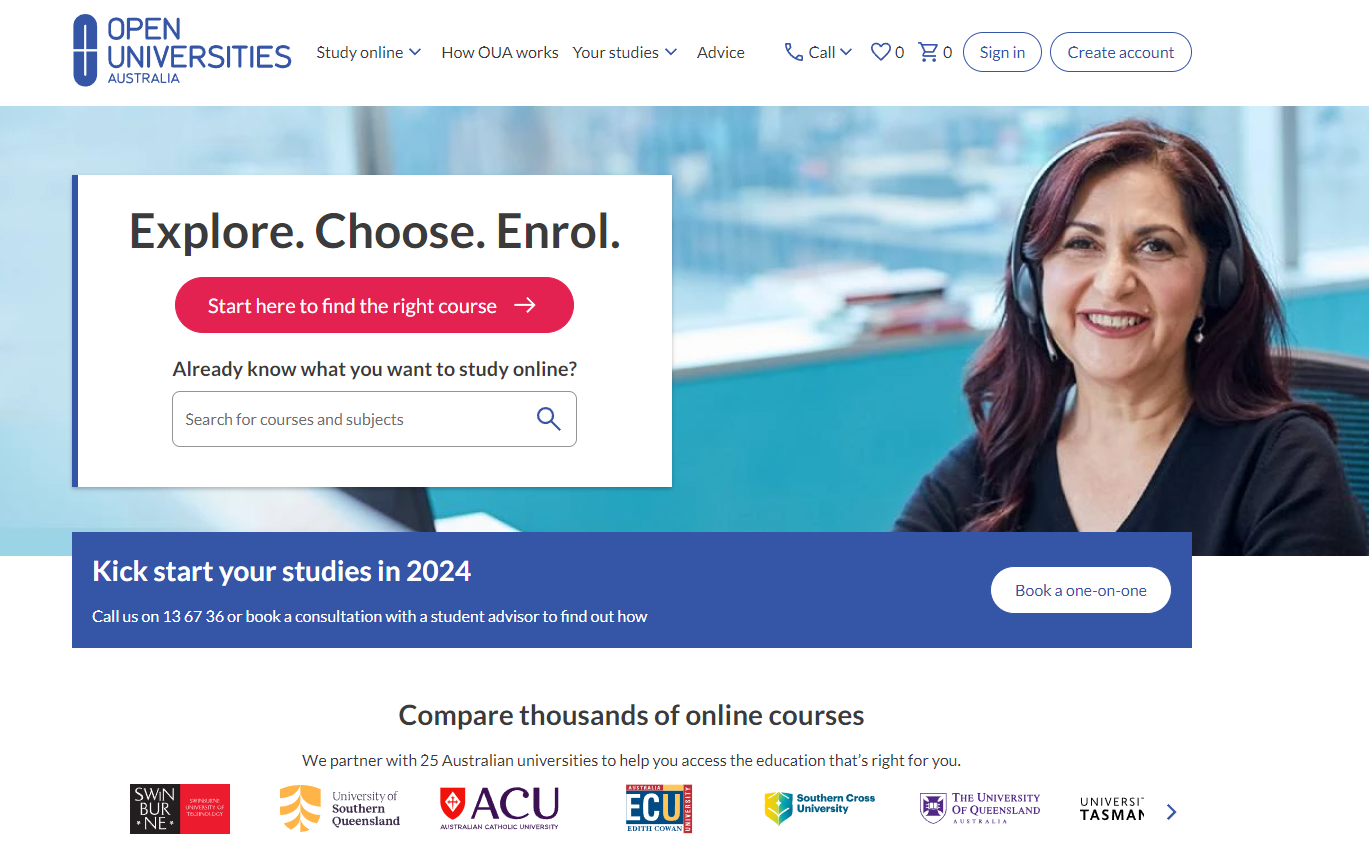 OPEN
UNIVERSITIES
AUSTRALIA
Study online
How OUA works
Your studies
Advice
Call
0
0
Sign in
Create account
Explore. Choose. Enrol.
Start here to find the right course
Already know what you want to study online?
Search for courses and subjects
Kick start your studies in 2024
Call us on 13 67 36 or book a consultation with a student advisor to find out how
Book a one-on-one
Compare thousands of online courses
We partner with 25 Australian universities to help you access the education that’s right for you.
SWIN
BUR
NE
SWINBURNE
UNIVERSITY OF
TECHNOLOGY
University of
Southern
Queensland
ACU
AUSTRALIAN CATHOLIC UNIVERSITY
AUSTRALIA
ECU
EDITH COWAN
UNIVERSITY
Southern Cross
University
THE UNIVERSITY
OF QUEENSLAND
AUSTRALIA
UNIVERSI
TASMAN